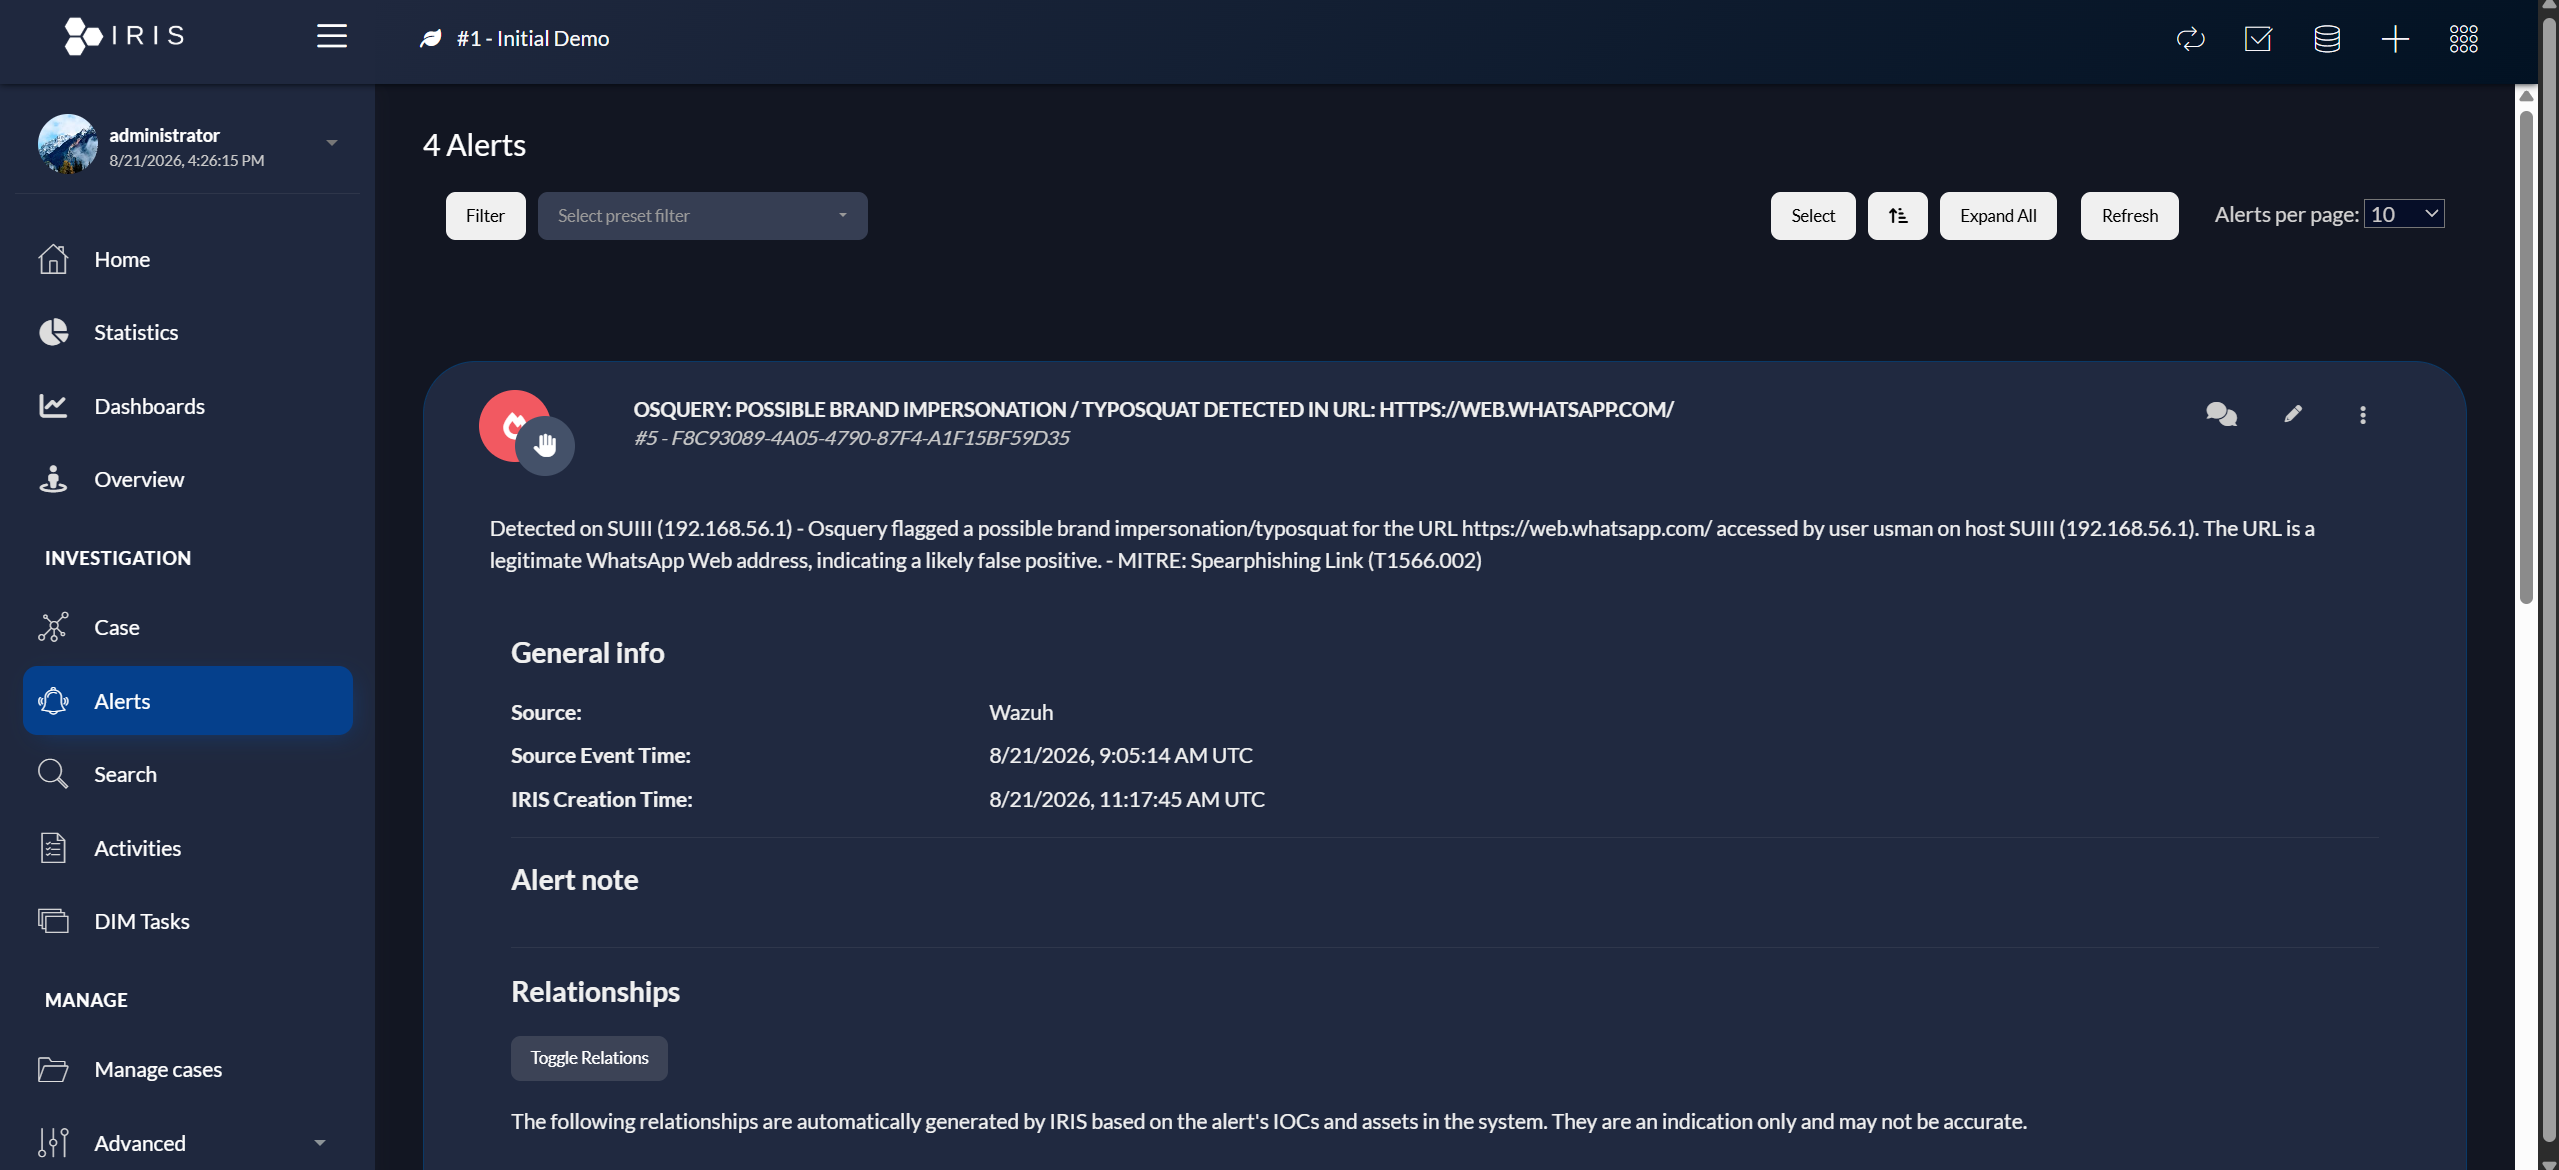 IRIS
#1 - Initial Demo
administrator
8/21/2026, 4:26:15 PM
Home
Statistics
Dashboards
Overview
INVESTIGATION
Case
Alerts
Search
Activities
DIM Tasks
MANAGE
Manage cases
Advanced
4 Alerts
Filter
Select preset filter
Select
Expand All
Refresh
Alerts per page: 10
OSQUERY: POSSIBLE BRAND IMPERSONATION / TYPOSQUAT DETECTED IN URL: HTTPS://WEB.WHATSAPP.COM/
#5 - F8C93089-4A05-4790-87F4-A1F15BF59D35
Detected on SUIII (192.168.56.1) - Osquery flagged a possible brand impersonation/typosquat for the URL https://web.whatsapp.com/ accessed by user usman on host SUIII (192.168.56.1). The URL is a
legitimate WhatsApp Web address, indicating a likely false positive. - MITRE: Spearphishing Link (T1566.002)
General info
Source: Wazuh
Source Event Time: 8/21/2026, 9:05:14 AM UTC
IRIS Creation Time: 8/21/2026, 11:17:45 AM UTC
Alert note
Relationships
Toggle Relations
The following relationships are automatically generated by IRIS based on the alert's IOCs and assets in the system. They are an indication only and may not be accurate.